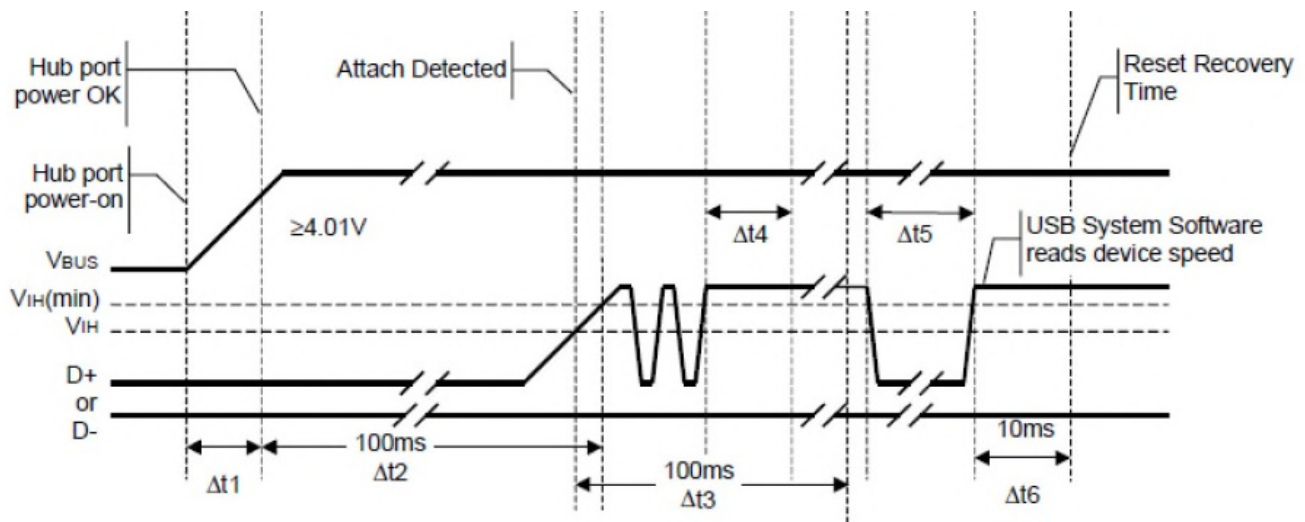 Hub port
power OK
Attach Detected
Reset Recovery
Time
Hub port
power-on
≥4.01V
Δt4
Δt5
USB System Software
reads device speed
VBUS
VIH(min)
VIH
D+
or
D-
100ms
10ms
Δt1
Δt2
100ms
Δt3
Δt6